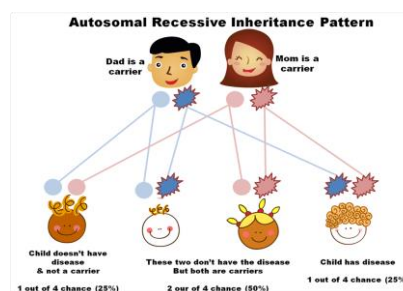 Autosomal Recessive Inheritance Pattern
Dad is a
carrier
Mom is a
carrier
Child doesn't have
disease
& not a carrier
1 out of 4 chance (25%)
These two don't have the disease
But both are carriers
2 our of 4 chance (50%)
Child has disease
1 out of 4 chance (25%